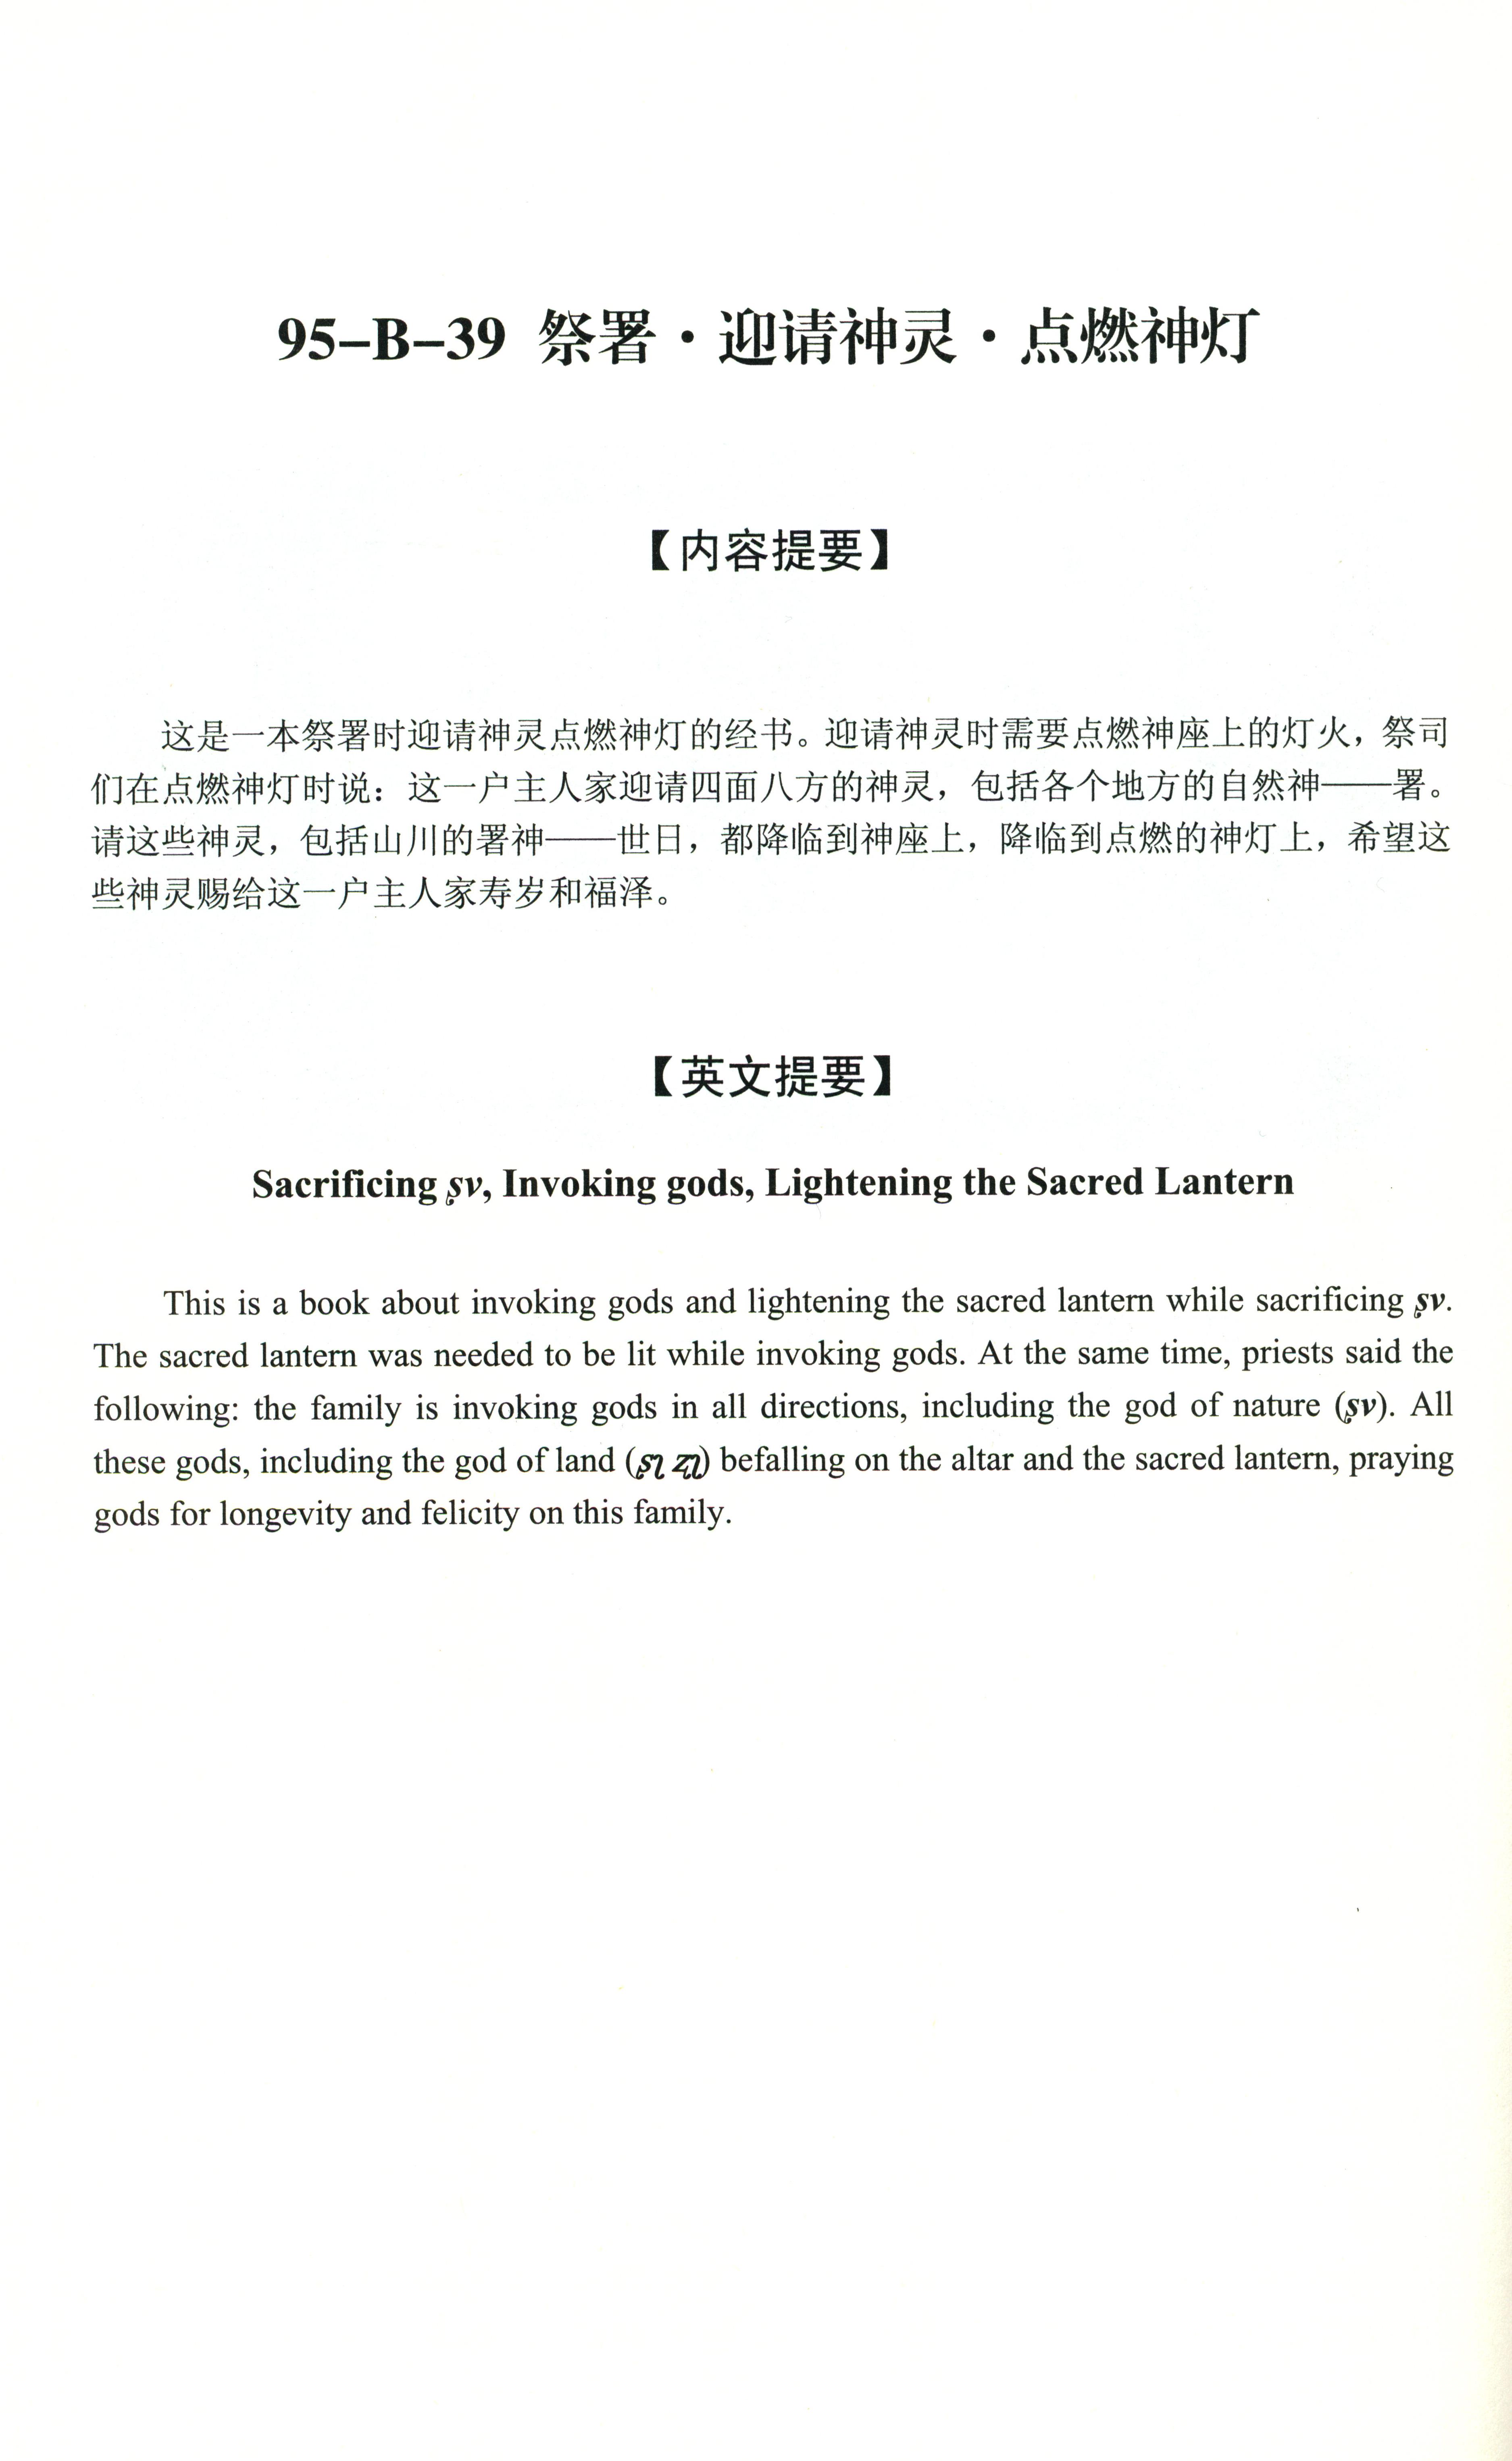 95–B–39 祭署·迎请神灵·点燃神灯
【内容提要】
这是一本祭署时迎请神灵点燃神灯的经书。迎请神灵时需要点燃神座上的灯火，祭司
们在点燃神灯时说：这一户主人家迎请四面八方的神灵，包括各个地方的自然神——署。
请这些神灵，包括山川的署神——世日，都降临到神座上，降临到点燃的神灯上，希望这
些神灵赐给这一户主人家寿岁和福泽。
【英文提要】
Sacrificing ʂv, Invoking gods, Lightening the Sacred Lantern
This is a book about invoking gods and lightening the sacred lantern while sacrificing ʂv.
The sacred lantern was needed to be lit while invoking gods. At the same time, priests said the
following: the family is invoking gods in all directions, including the god of nature (ʂv). All
these gods, including the god of land (ʂʅ ʐʅ) befalling on the altar and the sacred lantern, praying
gods for longevity and felicity on this family.